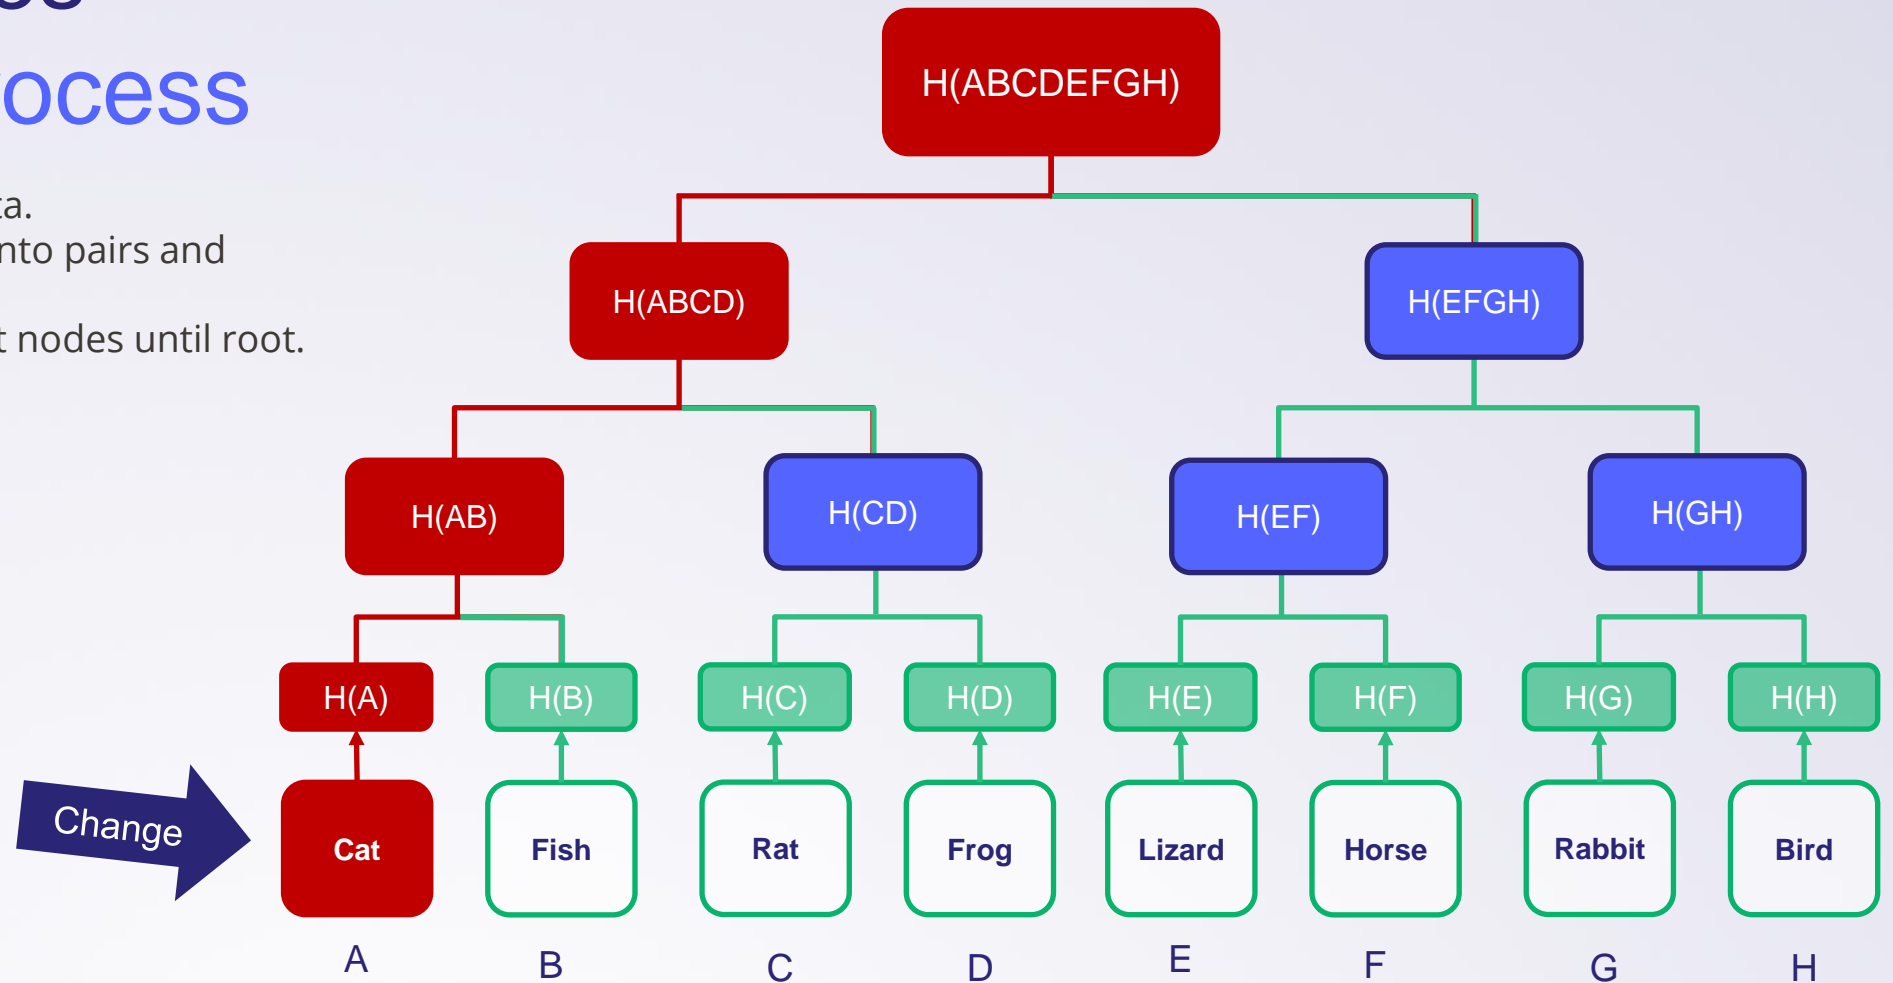 ocess
ta.
nto pairs and
t nodes until root.
H(ABCDEFGH)
H(ABCD)
H(EFGH)
H(AB)
H(CD)
H(EF)
H(GH)
H(A)
H(B)
H(C)
H(D)
H(E)
H(F)
H(G)
H(H)
Change
Cat
Fish
Rat
Frog
Lizard
Horse
Rabbit
Bird
A
B
C
D
E
F
G
H